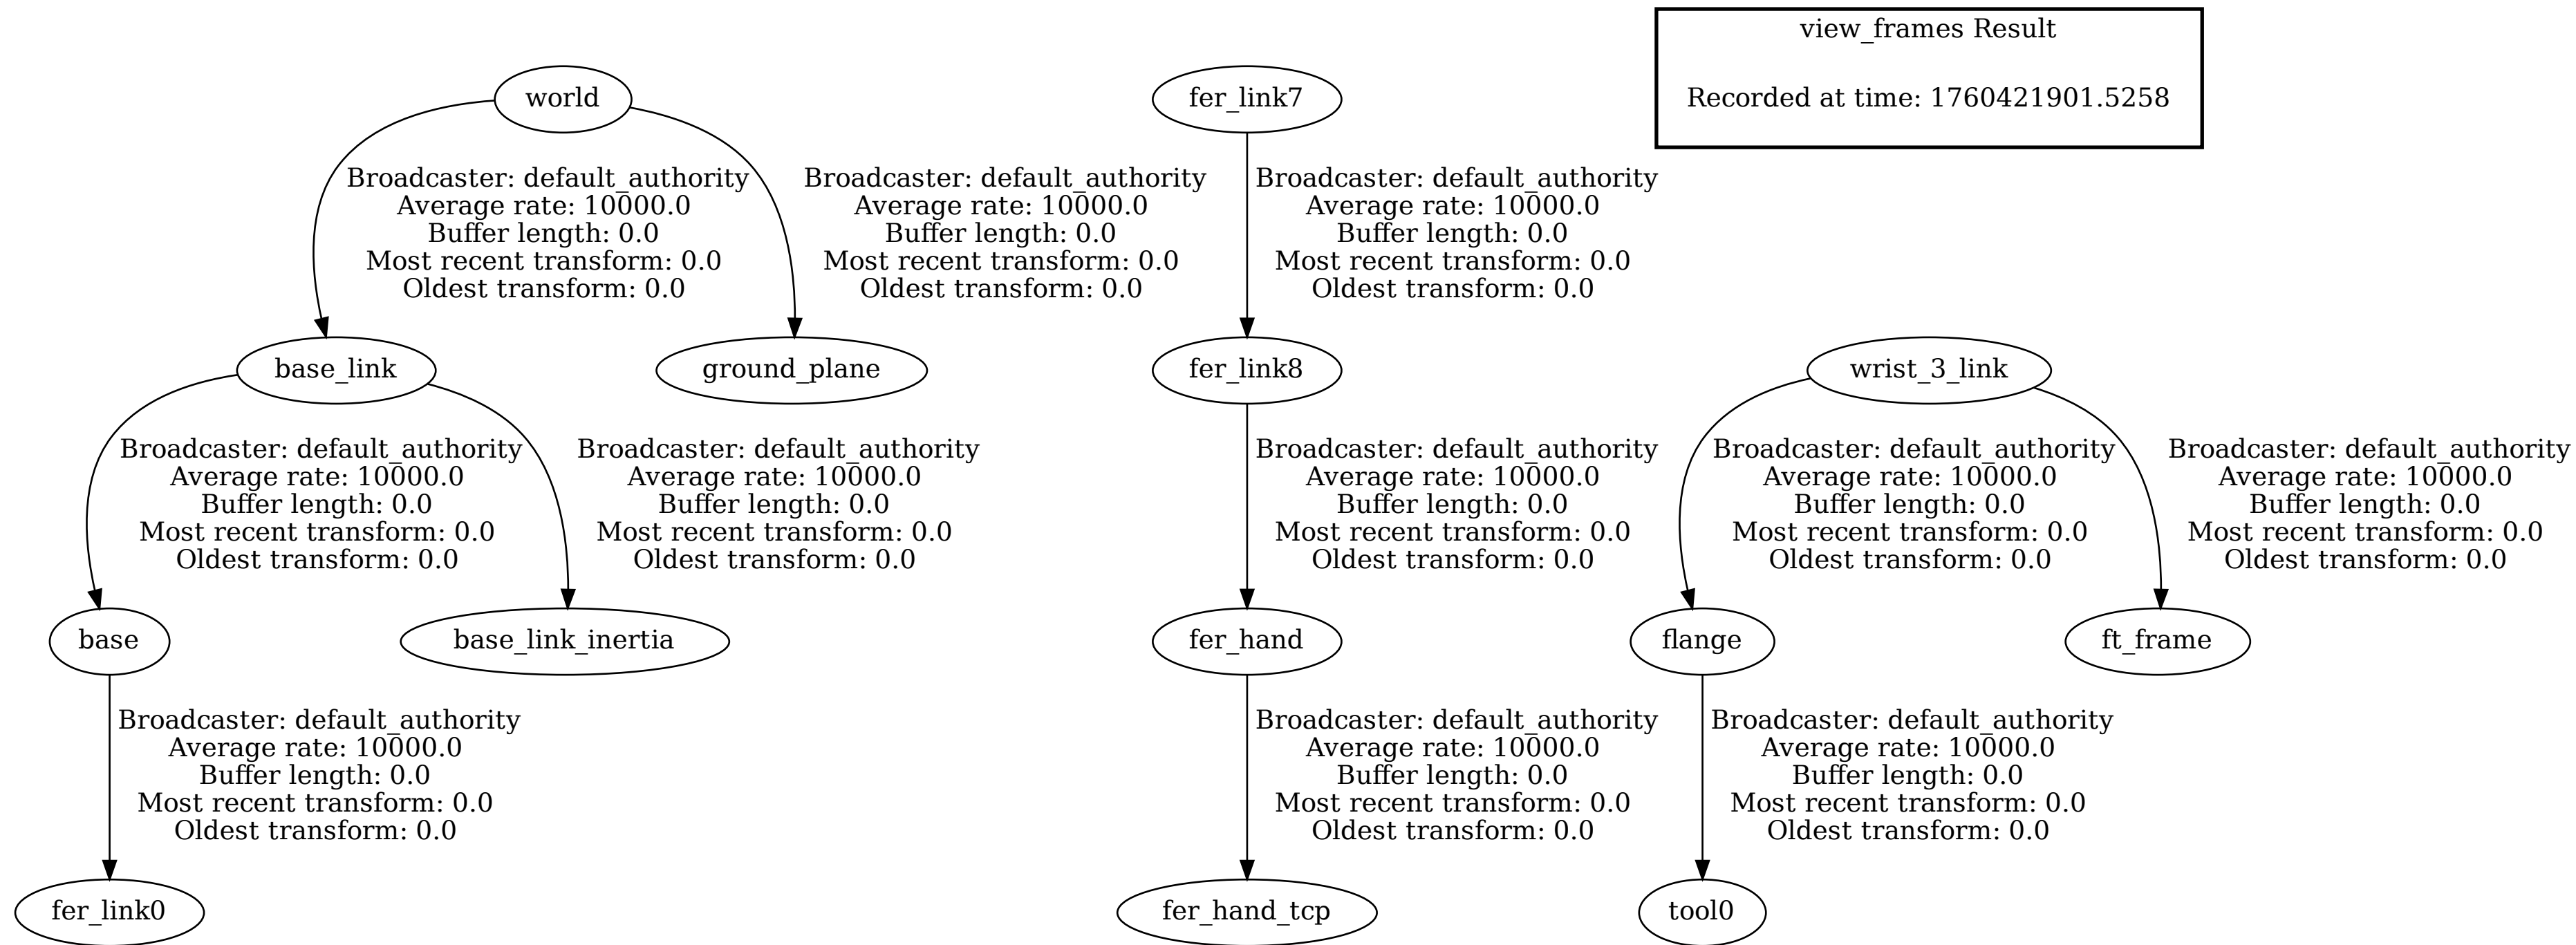 view_frames Result
Recorded at time: 1760421901.5258
world
fer_link7
Broadcaster: default_authority
Average rate: 10000.0
Buffer length: 0.0
Most recent transform: 0.0
Oldest transform: 0.0
Broadcaster: default_authority
Average rate: 10000.0
Buffer length: 0.0
Most recent transform: 0.0
Oldest transform: 0.0
Broadcaster: default_authority
Average rate: 10000.0
Buffer length: 0.0
Most recent transform: 0.0
Oldest transform: 0.0
base_link
ground_plane
fer_link8
wrist_3_link
Broadcaster: default_authority
Average rate: 10000.0
Buffer length: 0.0
Most recent transform: 0.0
Oldest transform: 0.0
Broadcaster: default_authority
Average rate: 10000.0
Buffer length: 0.0
Most recent transform: 0.0
Oldest transform: 0.0
Broadcaster: default_authority
Average rate: 10000.0
Buffer length: 0.0
Most recent transform: 0.0
Oldest transform: 0.0
Broadcaster: default_authority
Average rate: 10000.0
Buffer length: 0.0
Most recent transform: 0.0
Oldest transform: 0.0
Broadcaster: default_authority
Average rate: 10000.0
Buffer length: 0.0
Most recent transform: 0.0
Oldest transform: 0.0
base
base_link_inertia
fer_hand
flange
ft_frame
Broadcaster: default_authority
Average rate: 10000.0
Buffer length: 0.0
Most recent transform: 0.0
Oldest transform: 0.0
Broadcaster: default_authority
Average rate: 10000.0
Buffer length: 0.0
Most recent transform: 0.0
Oldest transform: 0.0
Broadcaster: default_authority
Average rate: 10000.0
Buffer length: 0.0
Most recent transform: 0.0
Oldest transform: 0.0
fer_link0
fer_hand_tcp
tool0